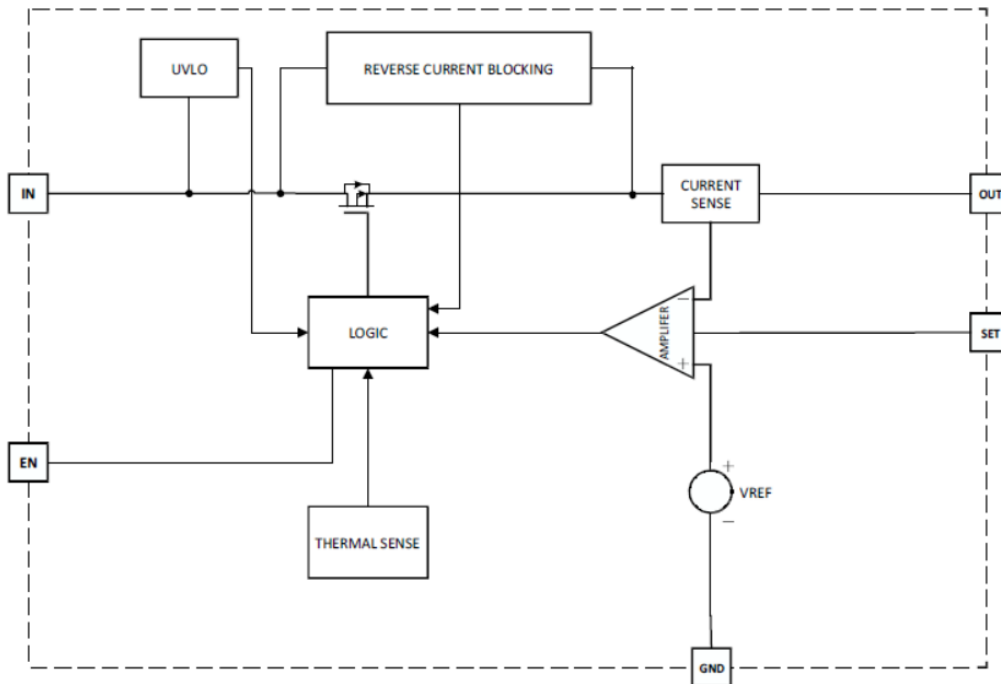 UVLO
REVERSE CURRENT BLOCKING
IN
CURRENT
SENSE
OUT
LOGIC
AMPLIFER
−
+
SET
EN
THERMAL SENSE
+
VREF
−
GND